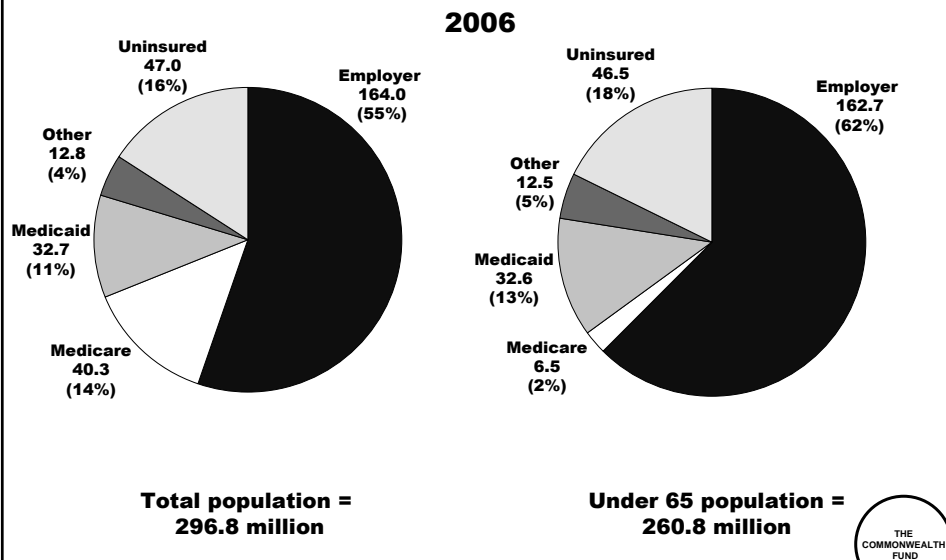 2006
Uninsured
47.0
(16%)
Employer
164.0
(55%)
Other
12.8
(4%)
Medicaid
32.7
(11%)
Medicare
40.3
(14%)
Total population =
296.8 million
Uninsured
46.5
(18%)
Employer
162.7
(62%)
Other
12.5
(5%)
Medicaid
32.6
(13%)
Medicare
6.5
(2%)
Under 65 population =
260.8 million
THE
COMMONWEALTH
FUND